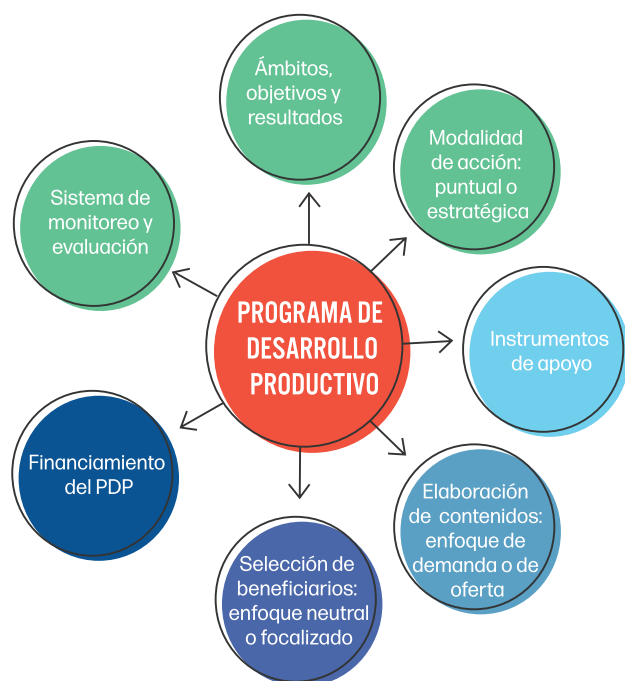 Ámbitos,
objetivos y
resultados
Modalidad
de acción:
puntual o
estratégica
Instrumentos
de apoyo
Elaboración
de contenidos:
enfoque de
demanda o de
oferta
Selección de
beneficiarios:
enfoque neutral
o focalizado
Financiamiento
del PDP
Sistema de
monitoreo y
evaluación
PROGRAMA DE
DESARROLLO
PRODUCTIVO